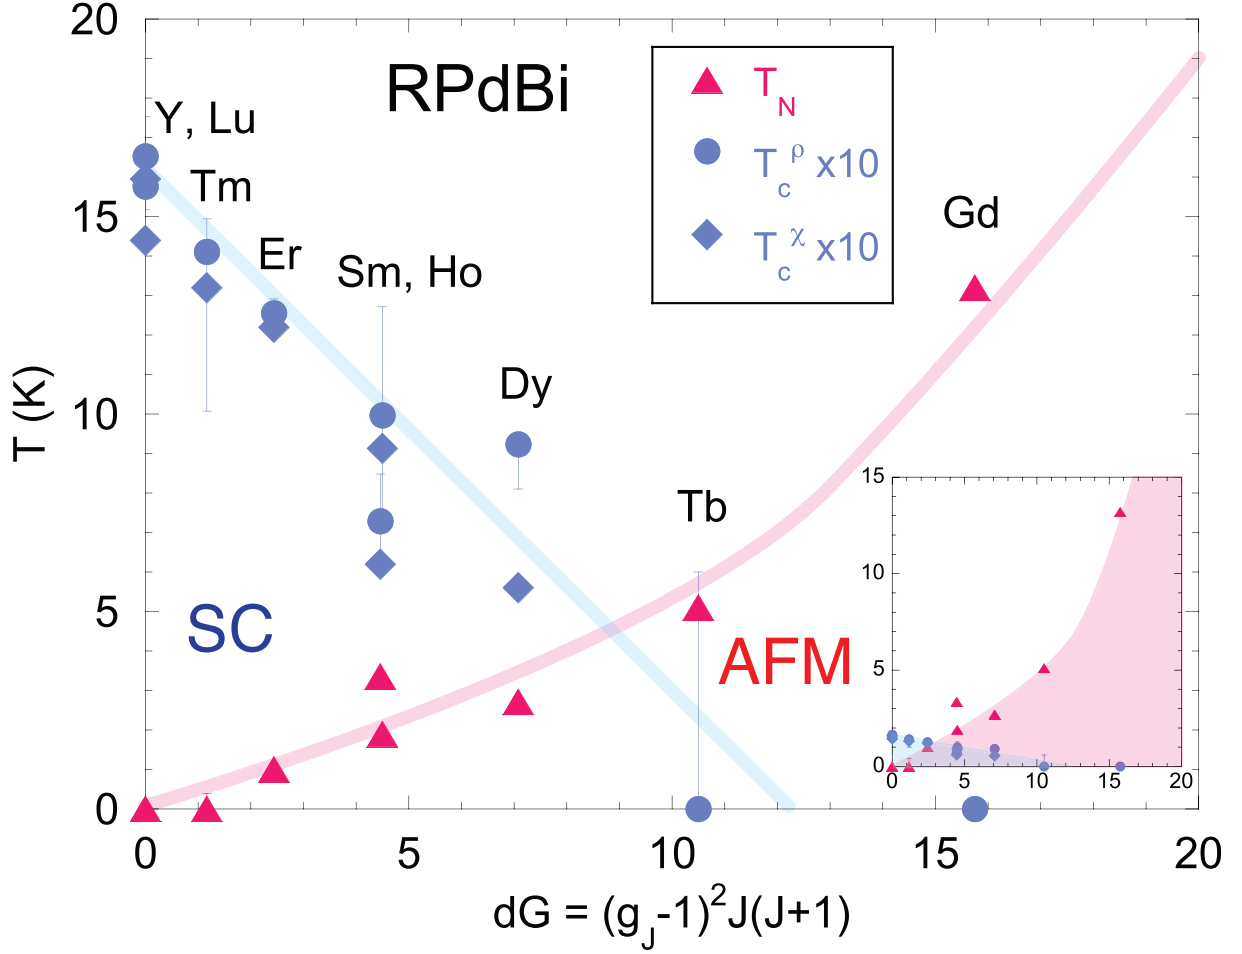 RPdBi
T_N
T_c^ρ x10
T_c^χ x10
Y, Lu
Tm
Er
Sm, Ho
Dy
Tb
Gd
SC
AFM
T (K)
20
15
10
5
0
0 5 10 15 20
dG = (g_J-1)^2J(J+1)
15
10
5
0
0 5 10 15 20